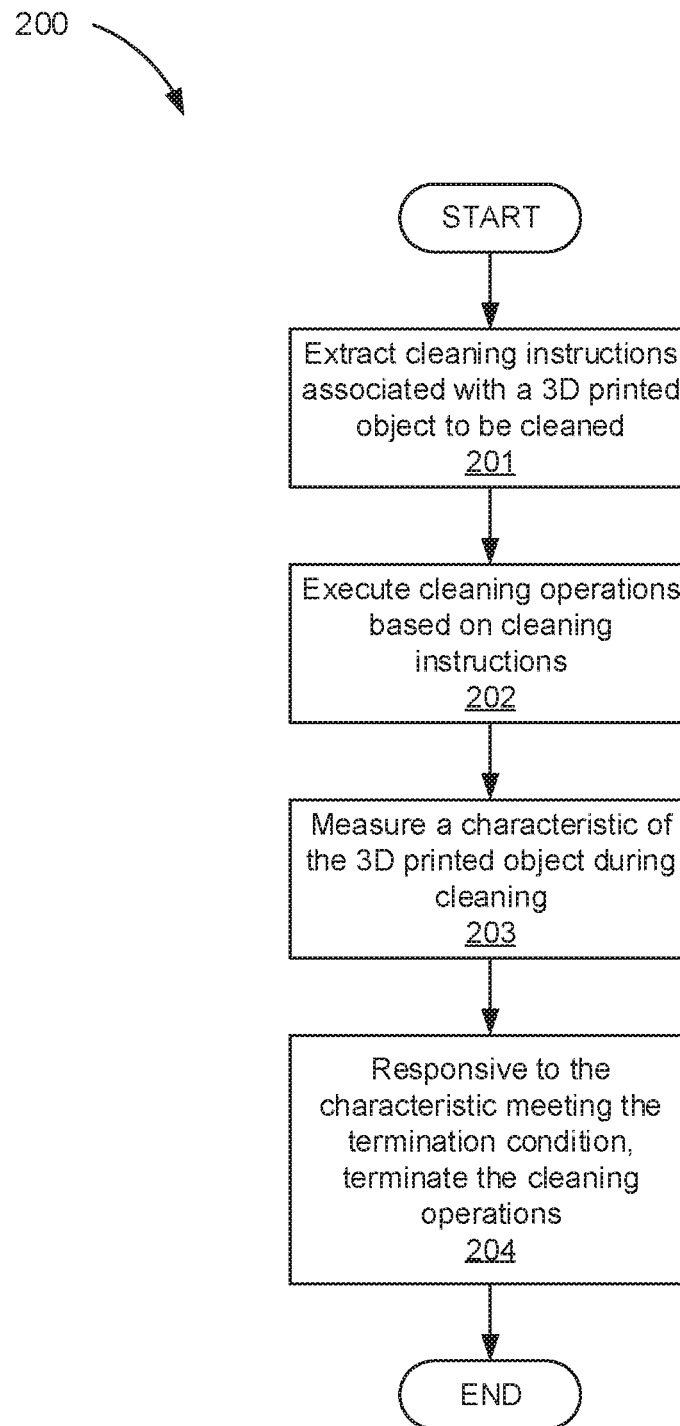 200
START
Extract cleaning instructions
associated with a 3D printed
object to be cleaned
201
Execute cleaning operations
based on cleaning
instructions
202
Measure a characteristic of
the 3D printed object during
cleaning
203
Responsive to the
characteristic meeting the
termination condition,
terminate the cleaning
operations
204
END